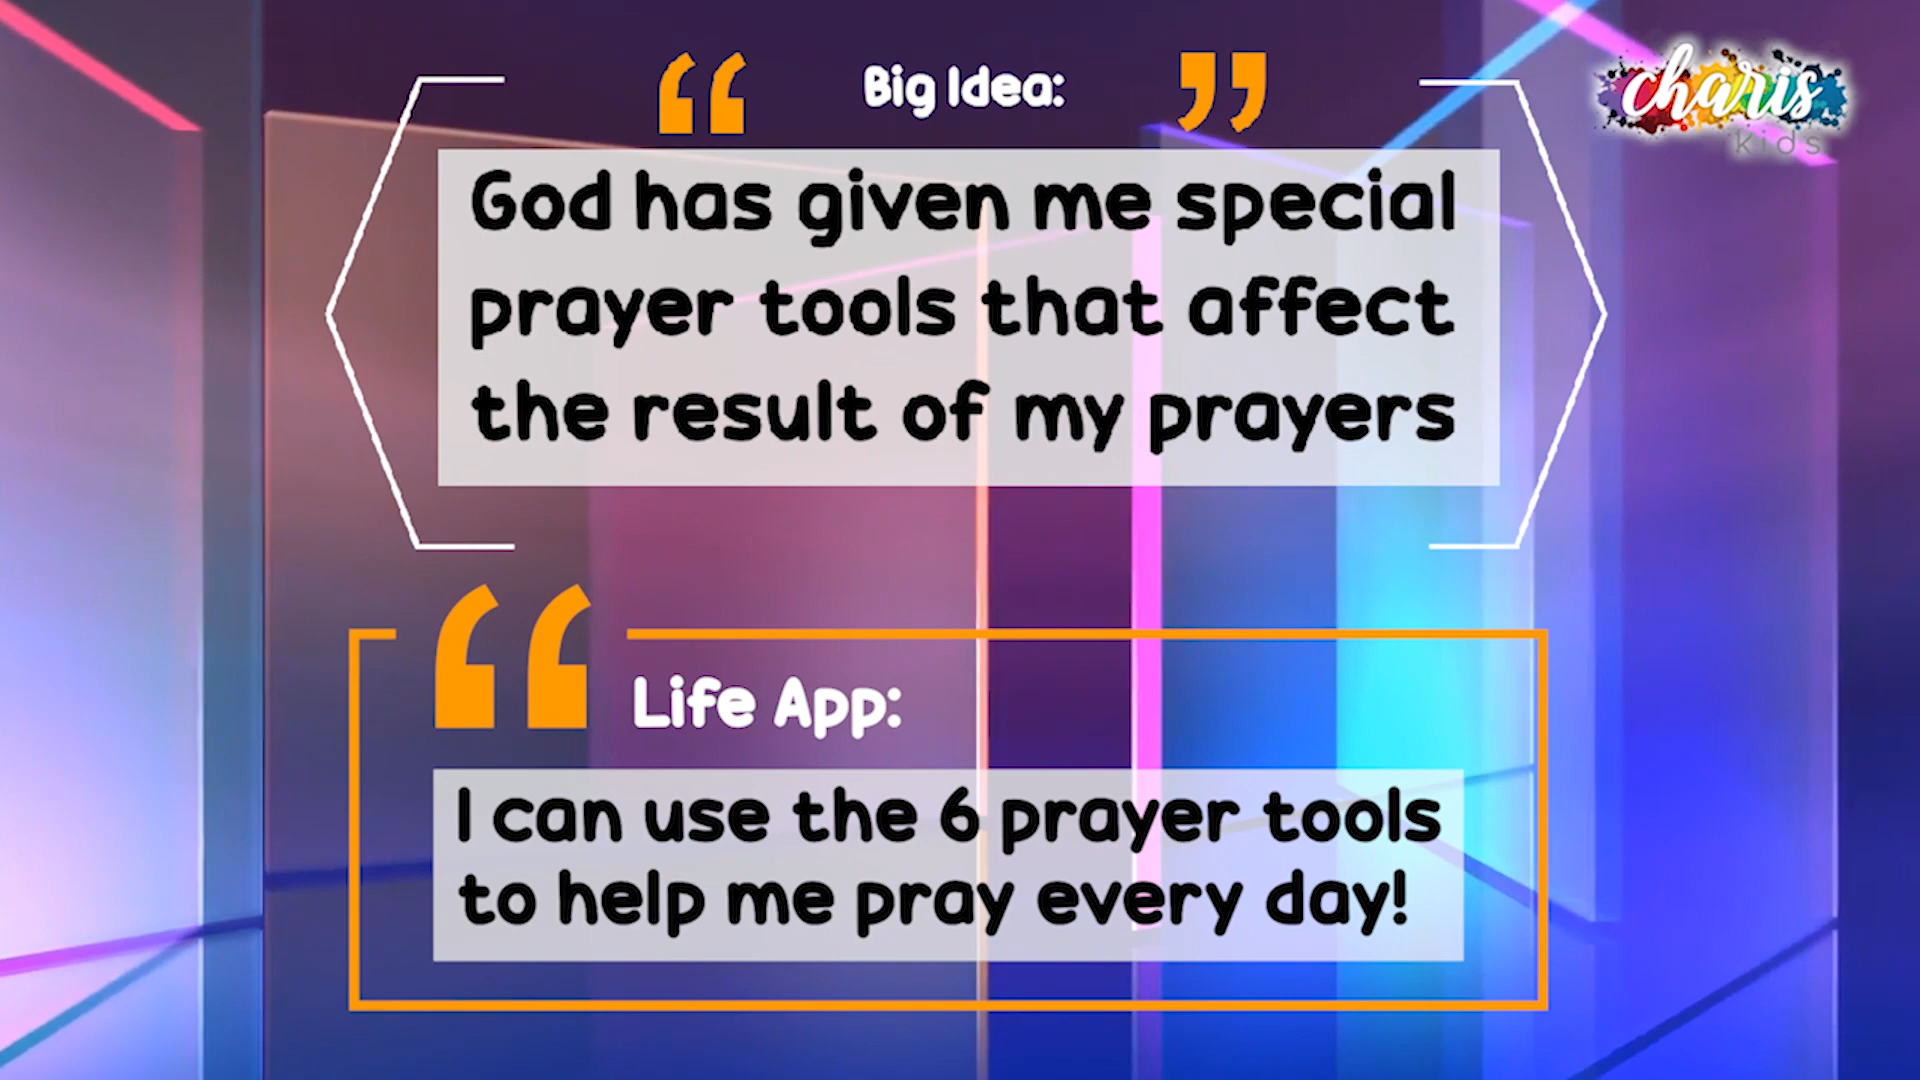 Big Idea:
charis
kids
God has given me special
prayer tools that affect
the result of my prayers
Life App:
I can use the 6 prayer tools
to help me pray every day!